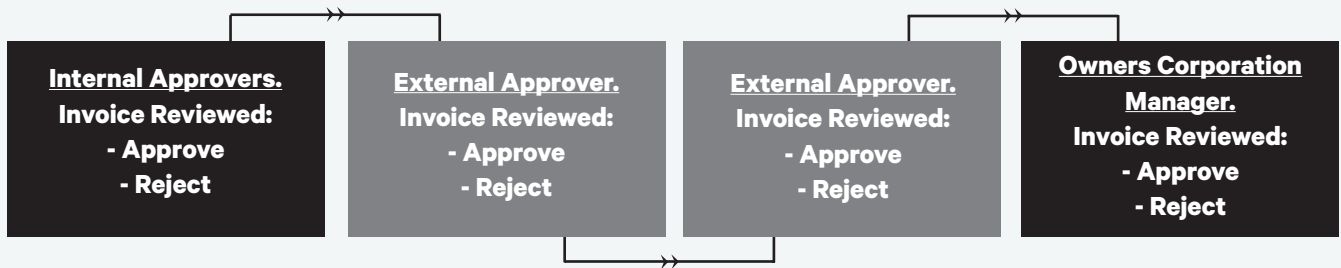 Internal Approvers.
Invoice Reviewed:
- Approve
- Reject
External Approver.
Invoice Reviewed:
- Approve
- Reject
External Approver.
Invoice Reviewed:
- Approve
- Reject
Owners Corporation
Manager.
Invoice Reviewed:
- Approve
- Reject